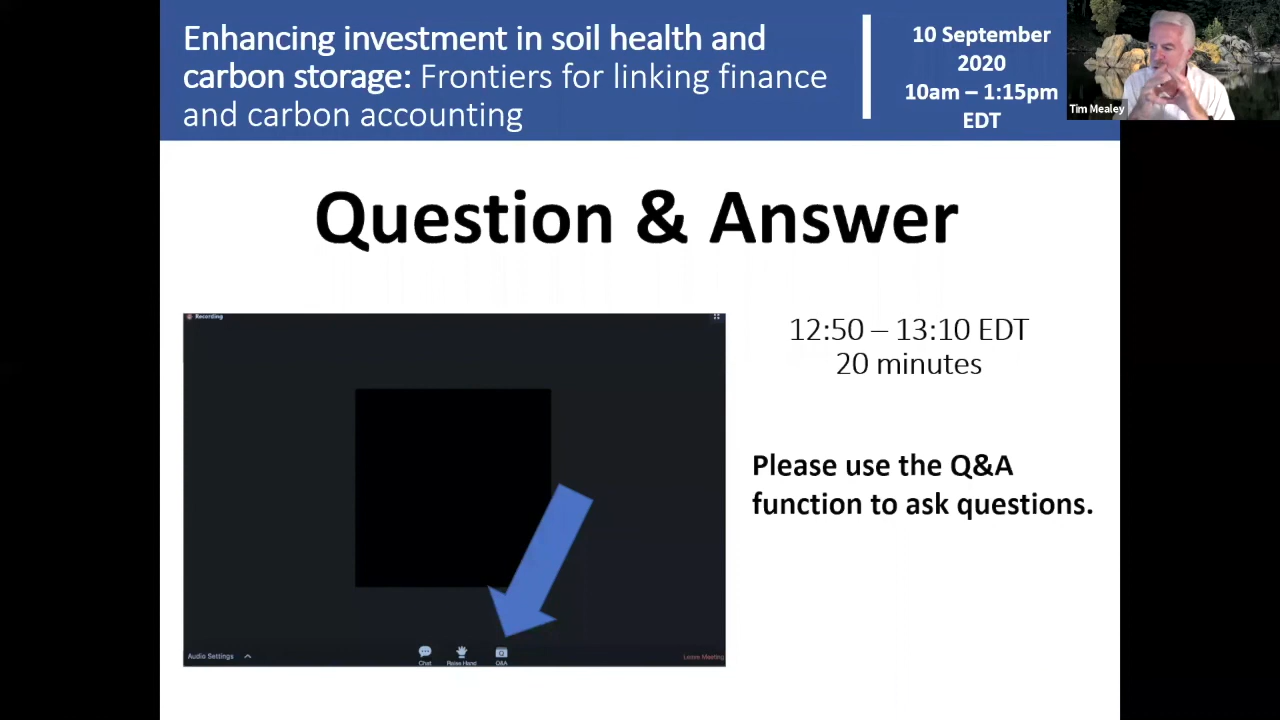 Enhancing investment in soil health and
carbon storage: Frontiers for linking finance
and carbon accounting
10 September
2020
10am – 1:15pm
EDT
Tim Mealey
Question & Answer
Recording
12:50 – 13:10 EDT
20 minutes
Please use the Q&A
function to ask questions.
Audio Settings
Chat
Raise Hand
Q&A
Leave Meeting